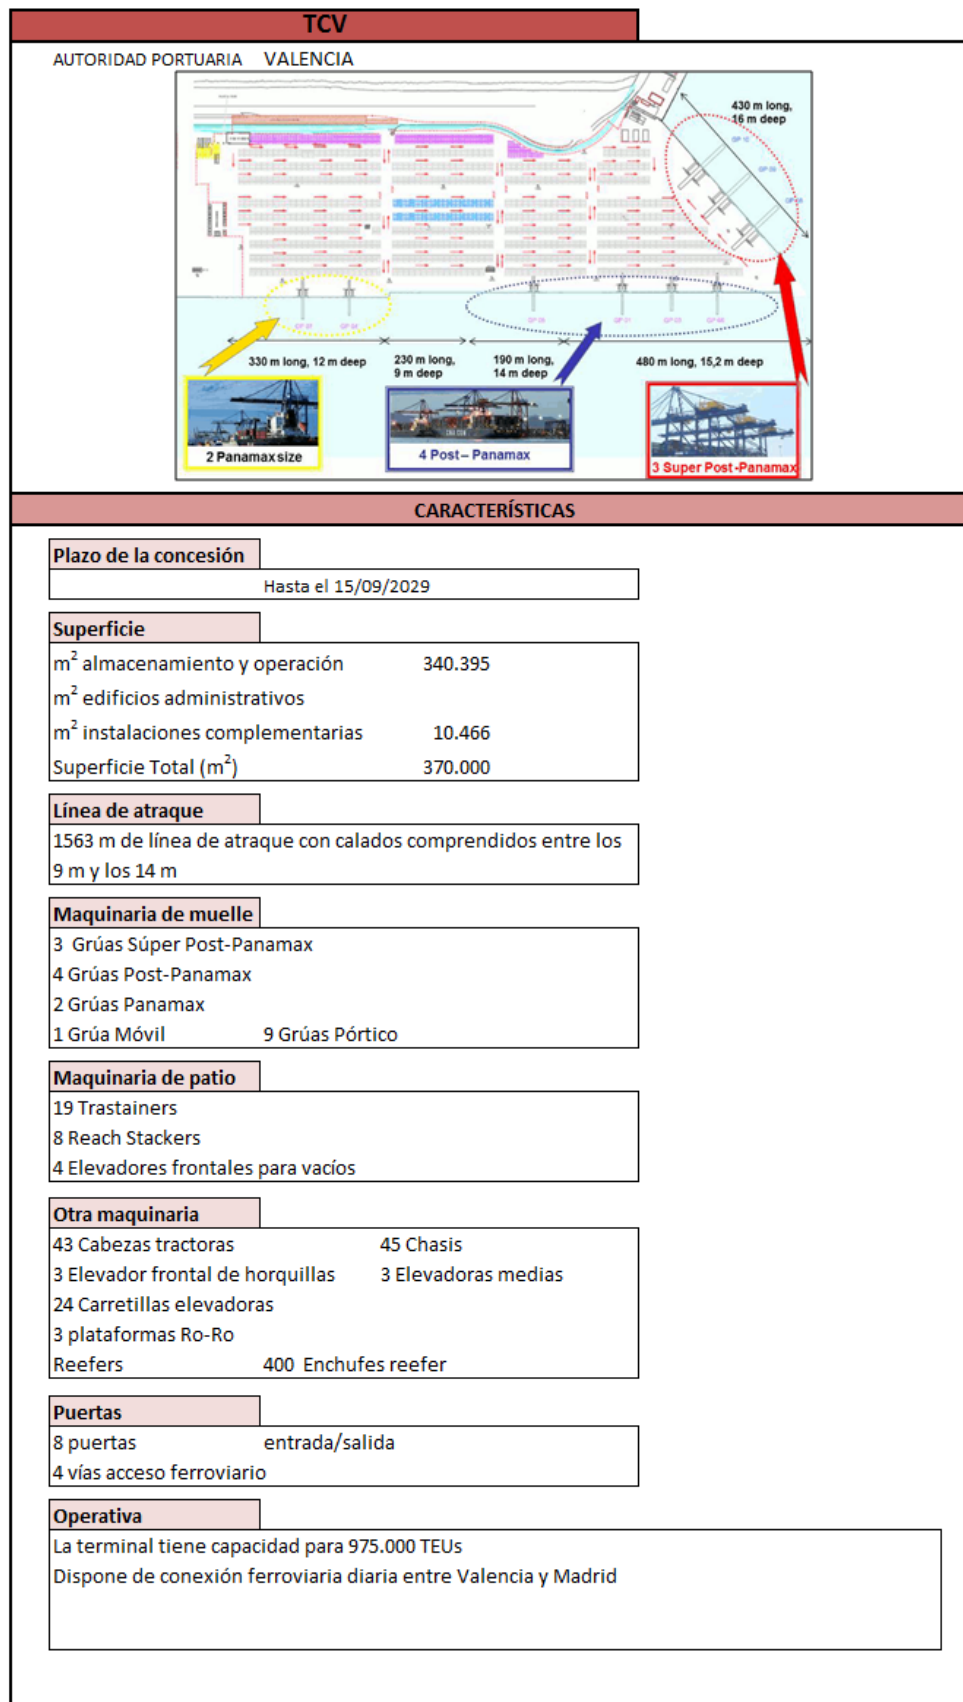 TCV
AUTORIDAD PORTUARIA VALENCIA
430 m long,
16 m deep
GP 10
GP 09
GP 07 GP 04
330 m long, 12 m deep
230 m long,
9 m deep
190 m long,
14 m deep
480 m long, 15,2 m deep
2 Panamax size
4 Post– Panamax
3 Super Post-Panamax
CARACTERÍSTICAS
Plazo de la concesión
Hasta el 15/09/2029
Superficie
m² almacenamiento y operación 340.395
m² edificios administrativos
m² instalaciones complementarias 10.466
Superficie Total (m²) 370.000
Línea de atraque
1563 m de línea de atraque con calados comprendidos entre los
9 m y los 14 m
Maquinaria de muelle
3 Grúas Súper Post-Panamax
4 Grúas Post-Panamax
2 Grúas Panamax
1 Grúa Móvil 9 Grúas Pórtico
Maquinaria de patio
19 Trastainers
8 Reach Stackers
4 Elevadores frontales para vacíos
Otra maquinaria
43 Cabezas tractoras 45 Chasis
3 Elevador frontal de horquillas 3 Elevadoras medias
24 Carretillas elevadoras
3 plataformas Ro-Ro
Reefers 400 Enchufes reefer
Puertas
8 puertas entrada/salida
4 vías acceso ferroviario
Operativa
La terminal tiene capacidad para 975.000 TEUs
Dispone de conexión ferroviaria diaria entre Valencia y Madrid